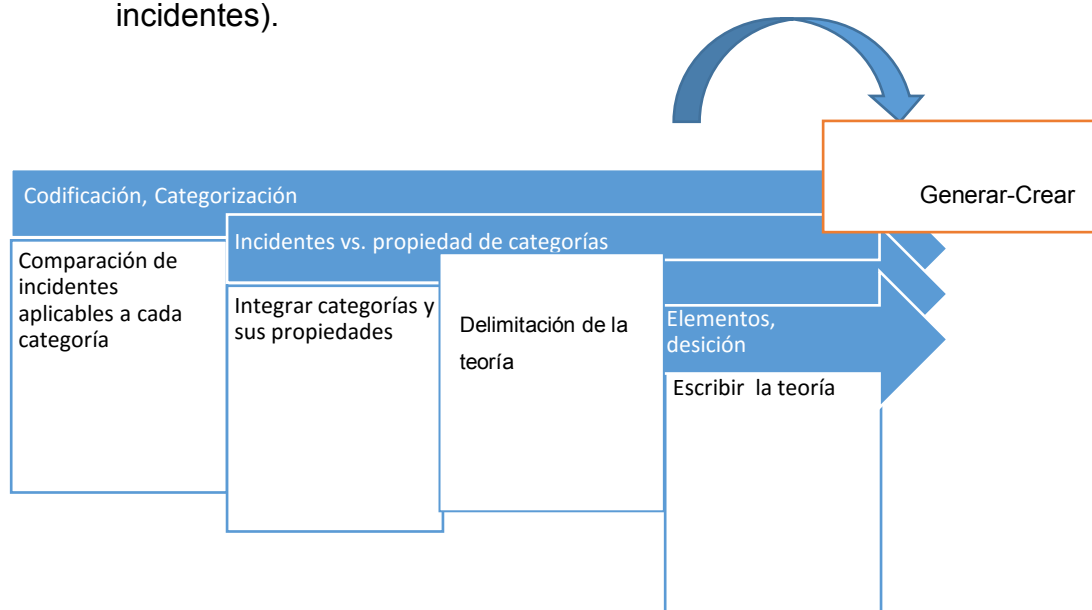 incidentes).
Generar-Crear
Codificación, Categorización
Incidentes vs. propiedad de categorías
Comparación de
incidentes
aplicables a cada
categoría
Integrar categorías y
sus propiedades
Delimitación de la
teoría
Elementos,
desición
Escribir  la teoría